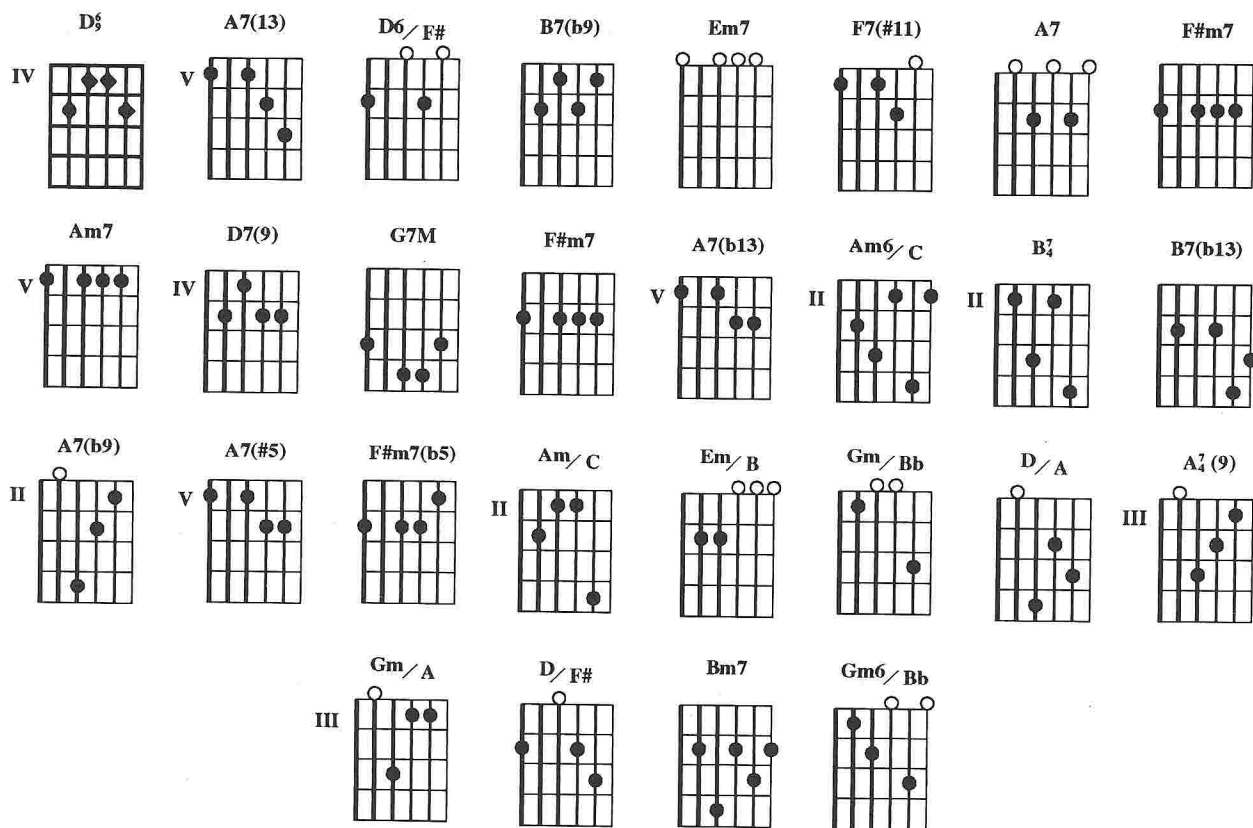 D6/9 A7(13) D6/F# B7(b9) Em7 F7(#11) A7 F#m7
IV V
Am7 D7(9) G7M F#m7 A7(b13) Am6/C B7/4 B7(b13)
V IV V II II
A7(b9) A7(#5) F#m7(b5) Am/C Em/B Gm/Bb D/A A7/4(9)
II V II III
Gm/A D/F# Bm7 Gm6/Bb
III